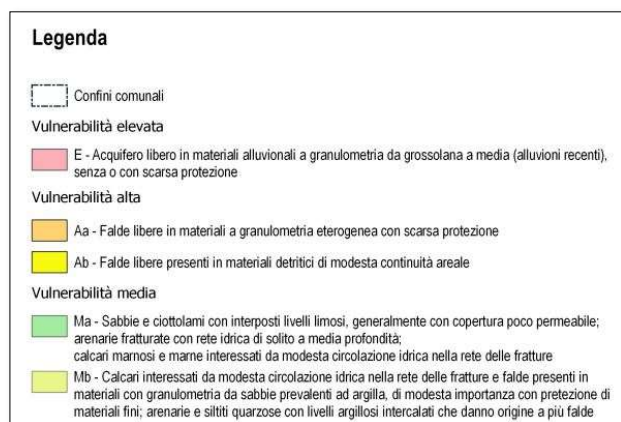 Legenda
Confini comunali
Vulnerabilità elevata
E - Acquifero libero in materiali alluvionali a granulometria da grossolana a media (alluvioni recenti),
senza o con scarsa protezione
Vulnerabilità alta
Aa - Falde libere in materiali a granulometria eterogenea con scarsa protezione
Ab - Falde libere presenti in materiali detritici di modesta continuità areale
Vulnerabilità media
Ma - Sabbie e ciottolami con interposti livelli limosi, generalmente con copertura poco permeabile;
arenarie fratturate con rete idrica di solito a media profondità;
calcari marnosi e marne interessati da modesta circolazione idrica nella rete delle fratture
Mb - Calcari interessati da modesta circolazione idrica nella rete delle fratture e falde presenti in
materiali con granulometria da sabbie prevalenti ad argilla, di modesta importanza con pretezione di
materiali fini; arenarie e siltiti quarzose con livelli argillosi intercalati che danno origine a più falde